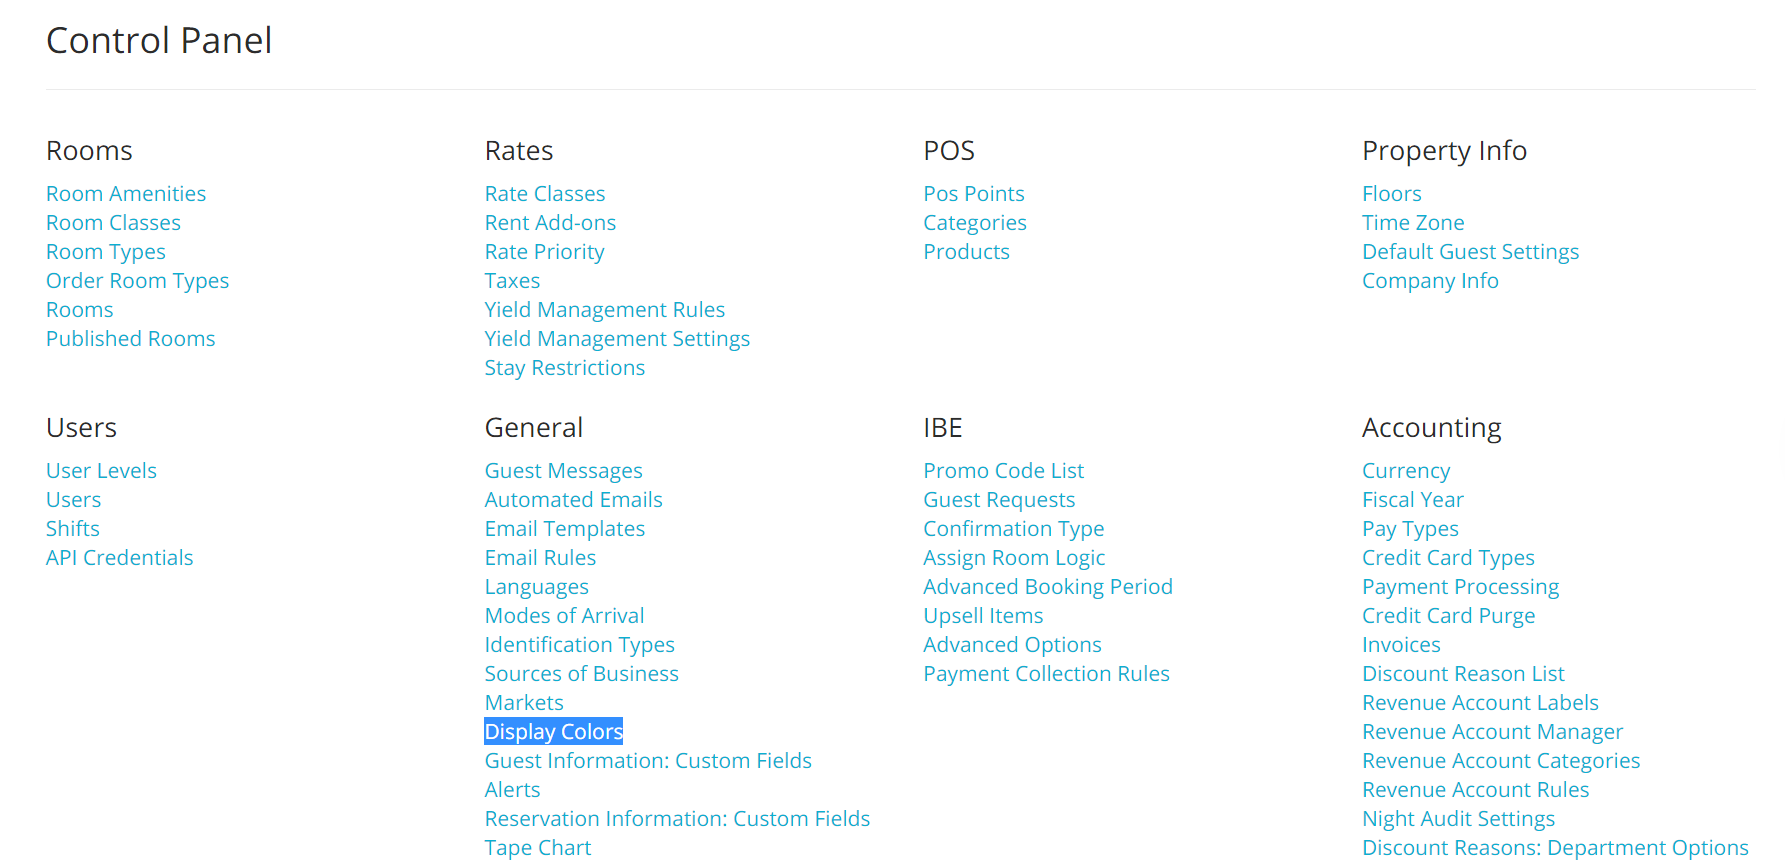 Control Panel
Rooms
Room Amenities
Room Classes
Room Types
Order Room Types
Rooms
Published Rooms
Rates
Rate Classes
Rent Add-ons
Rate Priority
Taxes
Yield Management Rules
Yield Management Settings
Stay Restrictions
POS
Pos Points
Categories
Products
Property Info
Floors
Time Zone
Default Guest Settings
Company Info
Users
User Levels
Users
Shifts
API Credentials
General
Guest Messages
Automated Emails
Email Templates
Email Rules
Languages
Modes of Arrival
Identification Types
Sources of Business
Markets
Display Colors
Guest Information: Custom Fields
Alerts
Reservation Information: Custom Fields
Tape Chart
IBE
Promo Code List
Guest Requests
Confirmation Type
Assign Room Logic
Advanced Booking Period
Upsell Items
Advanced Options
Payment Collection Rules
Accounting
Currency
Fiscal Year
Pay Types
Credit Card Types
Payment Processing
Credit Card Purge
Invoices
Discount Reason List
Revenue Account Labels
Revenue Account Manager
Revenue Account Categories
Revenue Account Rules
Night Audit Settings
Discount Reasons: Department Options